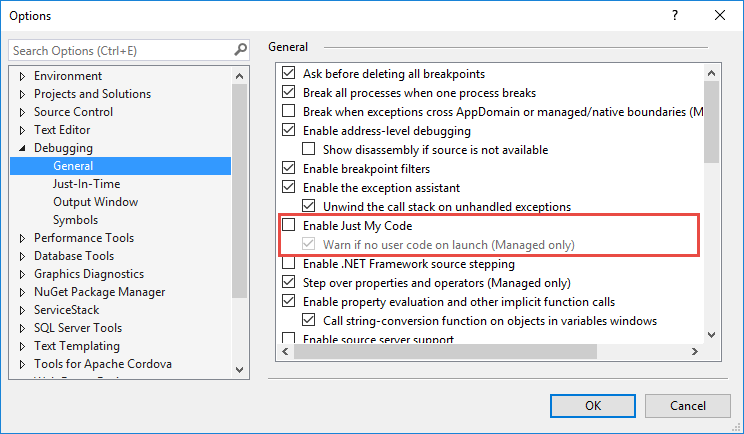 Options
? ×
Search Options (Ctrl+E)
Environment
Projects and Solutions
Source Control
Text Editor
Debugging
General
Just-In-Time
Output Window
Symbols
Performance Tools
Database Tools
Graphics Diagnostics
NuGet Package Manager
ServiceStack
SQL Server Tools
Text Templating
Tools for Apache Cordova
General
Ask before deleting all breakpoints
Break all processes when one process breaks
Break when exceptions cross AppDomain or managed/native boundaries (M
Enable address-level debugging
Show disassembly if source is not available
Enable breakpoint filters
Enable the exception assistant
Unwind the call stack on unhandled exceptions
Enable Just My Code
Warn if no user code on launch (Managed only)
Enable .NET Framework source stepping
Step over properties and operators (Managed only)
Enable property evaluation and other implicit function calls
Call string-conversion function on objects in variables windows
Enable source server support
OK
Cancel